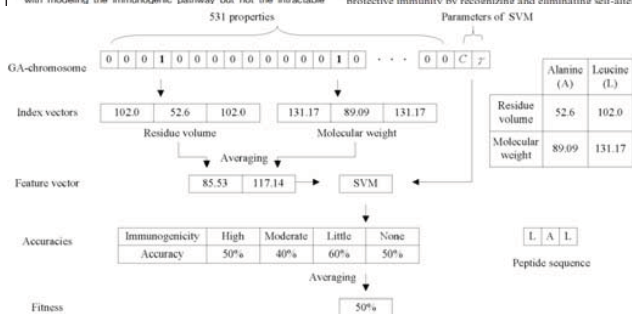 with modeling the immunogenic pathway but not the intractable
protective immunity by recognizing and eliminating self-alte
531 properties
Parameters of SVM
GA-chromosome
0 0 0 1 0 0 0 0 0 0 0 0 0 1 0 · · · 0 0 C γ
Index vectors
102.0 52.6 102.0
131.17 89.09 131.17
Residue volume
Molecular weight
Averaging
Feature vector
85.53 117.14
SVM
Accuracies
Immunogenicity High Moderate Little None
Accuracy 50% 40% 60% 50%
Averaging
Fitness
50%
Alanine (A) Leucine (L)
Residue volume 52.6 102.0
Molecular weight 89.09 131.17
L A L
Peptide sequence